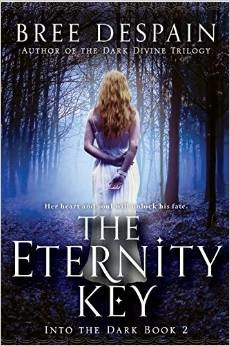 BREE DESPAIN
AUTHOR OF THE DARK DIVINE TRILOGY
Her heart and soul will unlock his fate.
THE
ETERNITY
KEY
INTO THE DARK BOOK 2